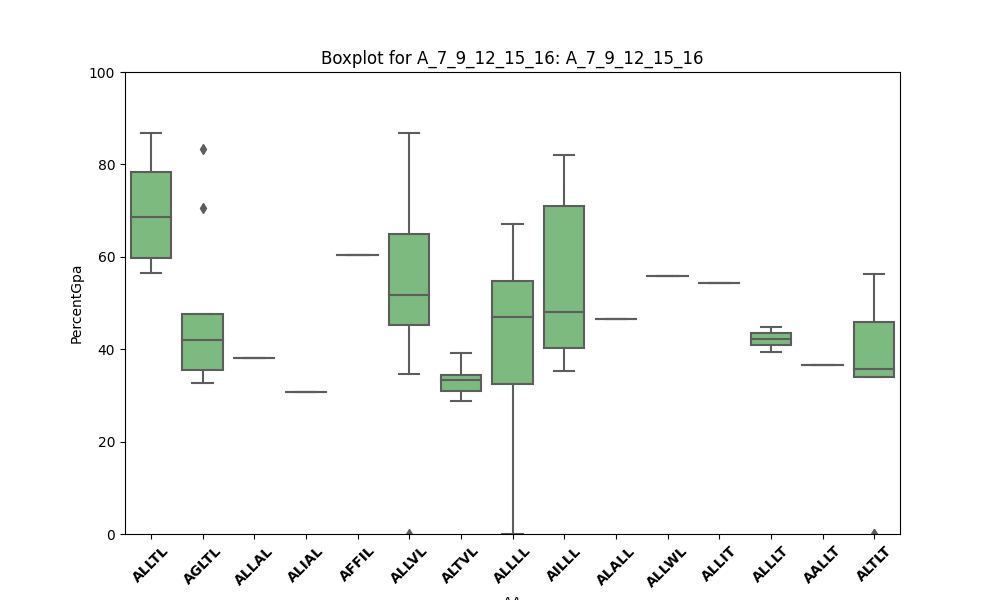 Boxplot for A_7_9_12_15_16: A_7_9_12_15_16
PercentGpa
100
80
60
40
20
0
ALLTL AGLTL ALLAL ALIAL AFFIL ALLVL ALTVL ALLLL AILLL ALALL ALLWL ALLIT ALLLT AALLT ALTLT